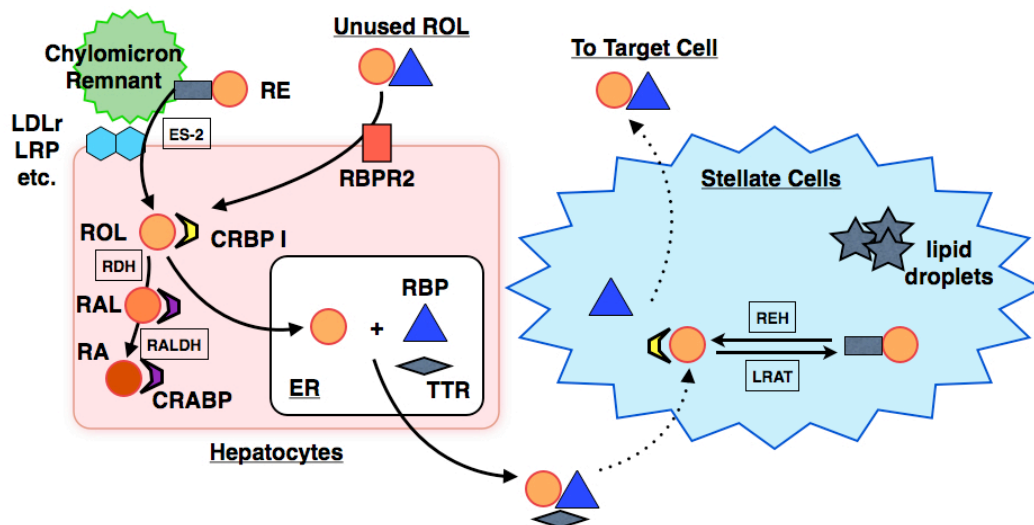 Chylomicron
Remnant
RE
ES-2
LDLr
LRP
etc.
Unused ROL
RBPR2
ROL
CRBP I
RDH
RAL
RALDH
RA
CRABP
RBP
+
ER
TTR
Hepatocytes
To Target Cell
Stellate Cells
lipid
droplets
REH
LRAT